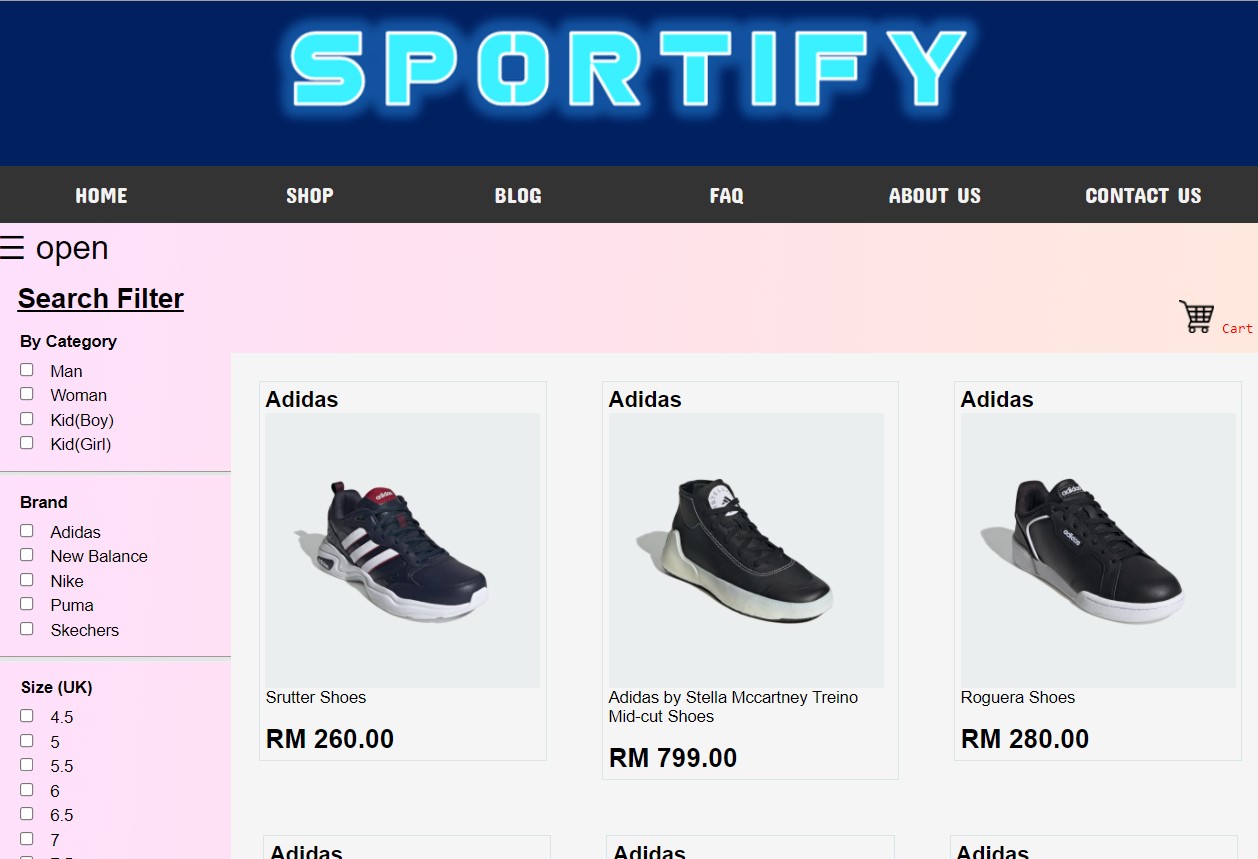 SPORTIFY
HOME SHOP BLOG FAQ ABOUT US CONTACT US
☰ open
Search Filter
Cart
By Category
Man
Woman
Kid(Boy)
Kid(Girl)
Brand
Adidas
New Balance
Nike
Puma
Skechers
Size (UK)
4.5
5
5.5
6
6.5
7
Adidas
Srutter Shoes
RM 260.00
Adidas
Adidas by Stella Mccartney Treino
Mid-cut Shoes
RM 799.00
Adidas
Roguera Shoes
RM 280.00
Adidas
Adidas
Adidas